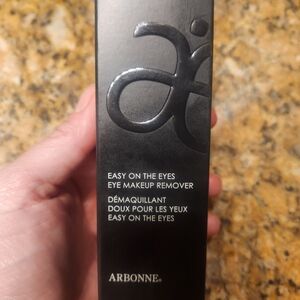 EASY ON THE EYES
EYE MAKEUP REMOVER
DÉMAQUILLANT
DOUX POUR LES YEUX
EASY ON THE EYES
ARBONNE®